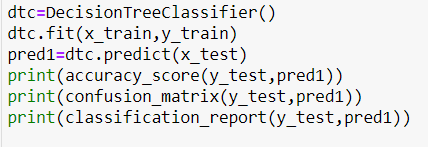 dtc=DecisionTreeClassifier()
dtc.fit(x_train,y_train)
pred1=dtc.predict(x_test)
print(accuracy_score(y_test,pred1))
print(confusion_matrix(y_test,pred1))
print(classification_report(y_test,pred1))